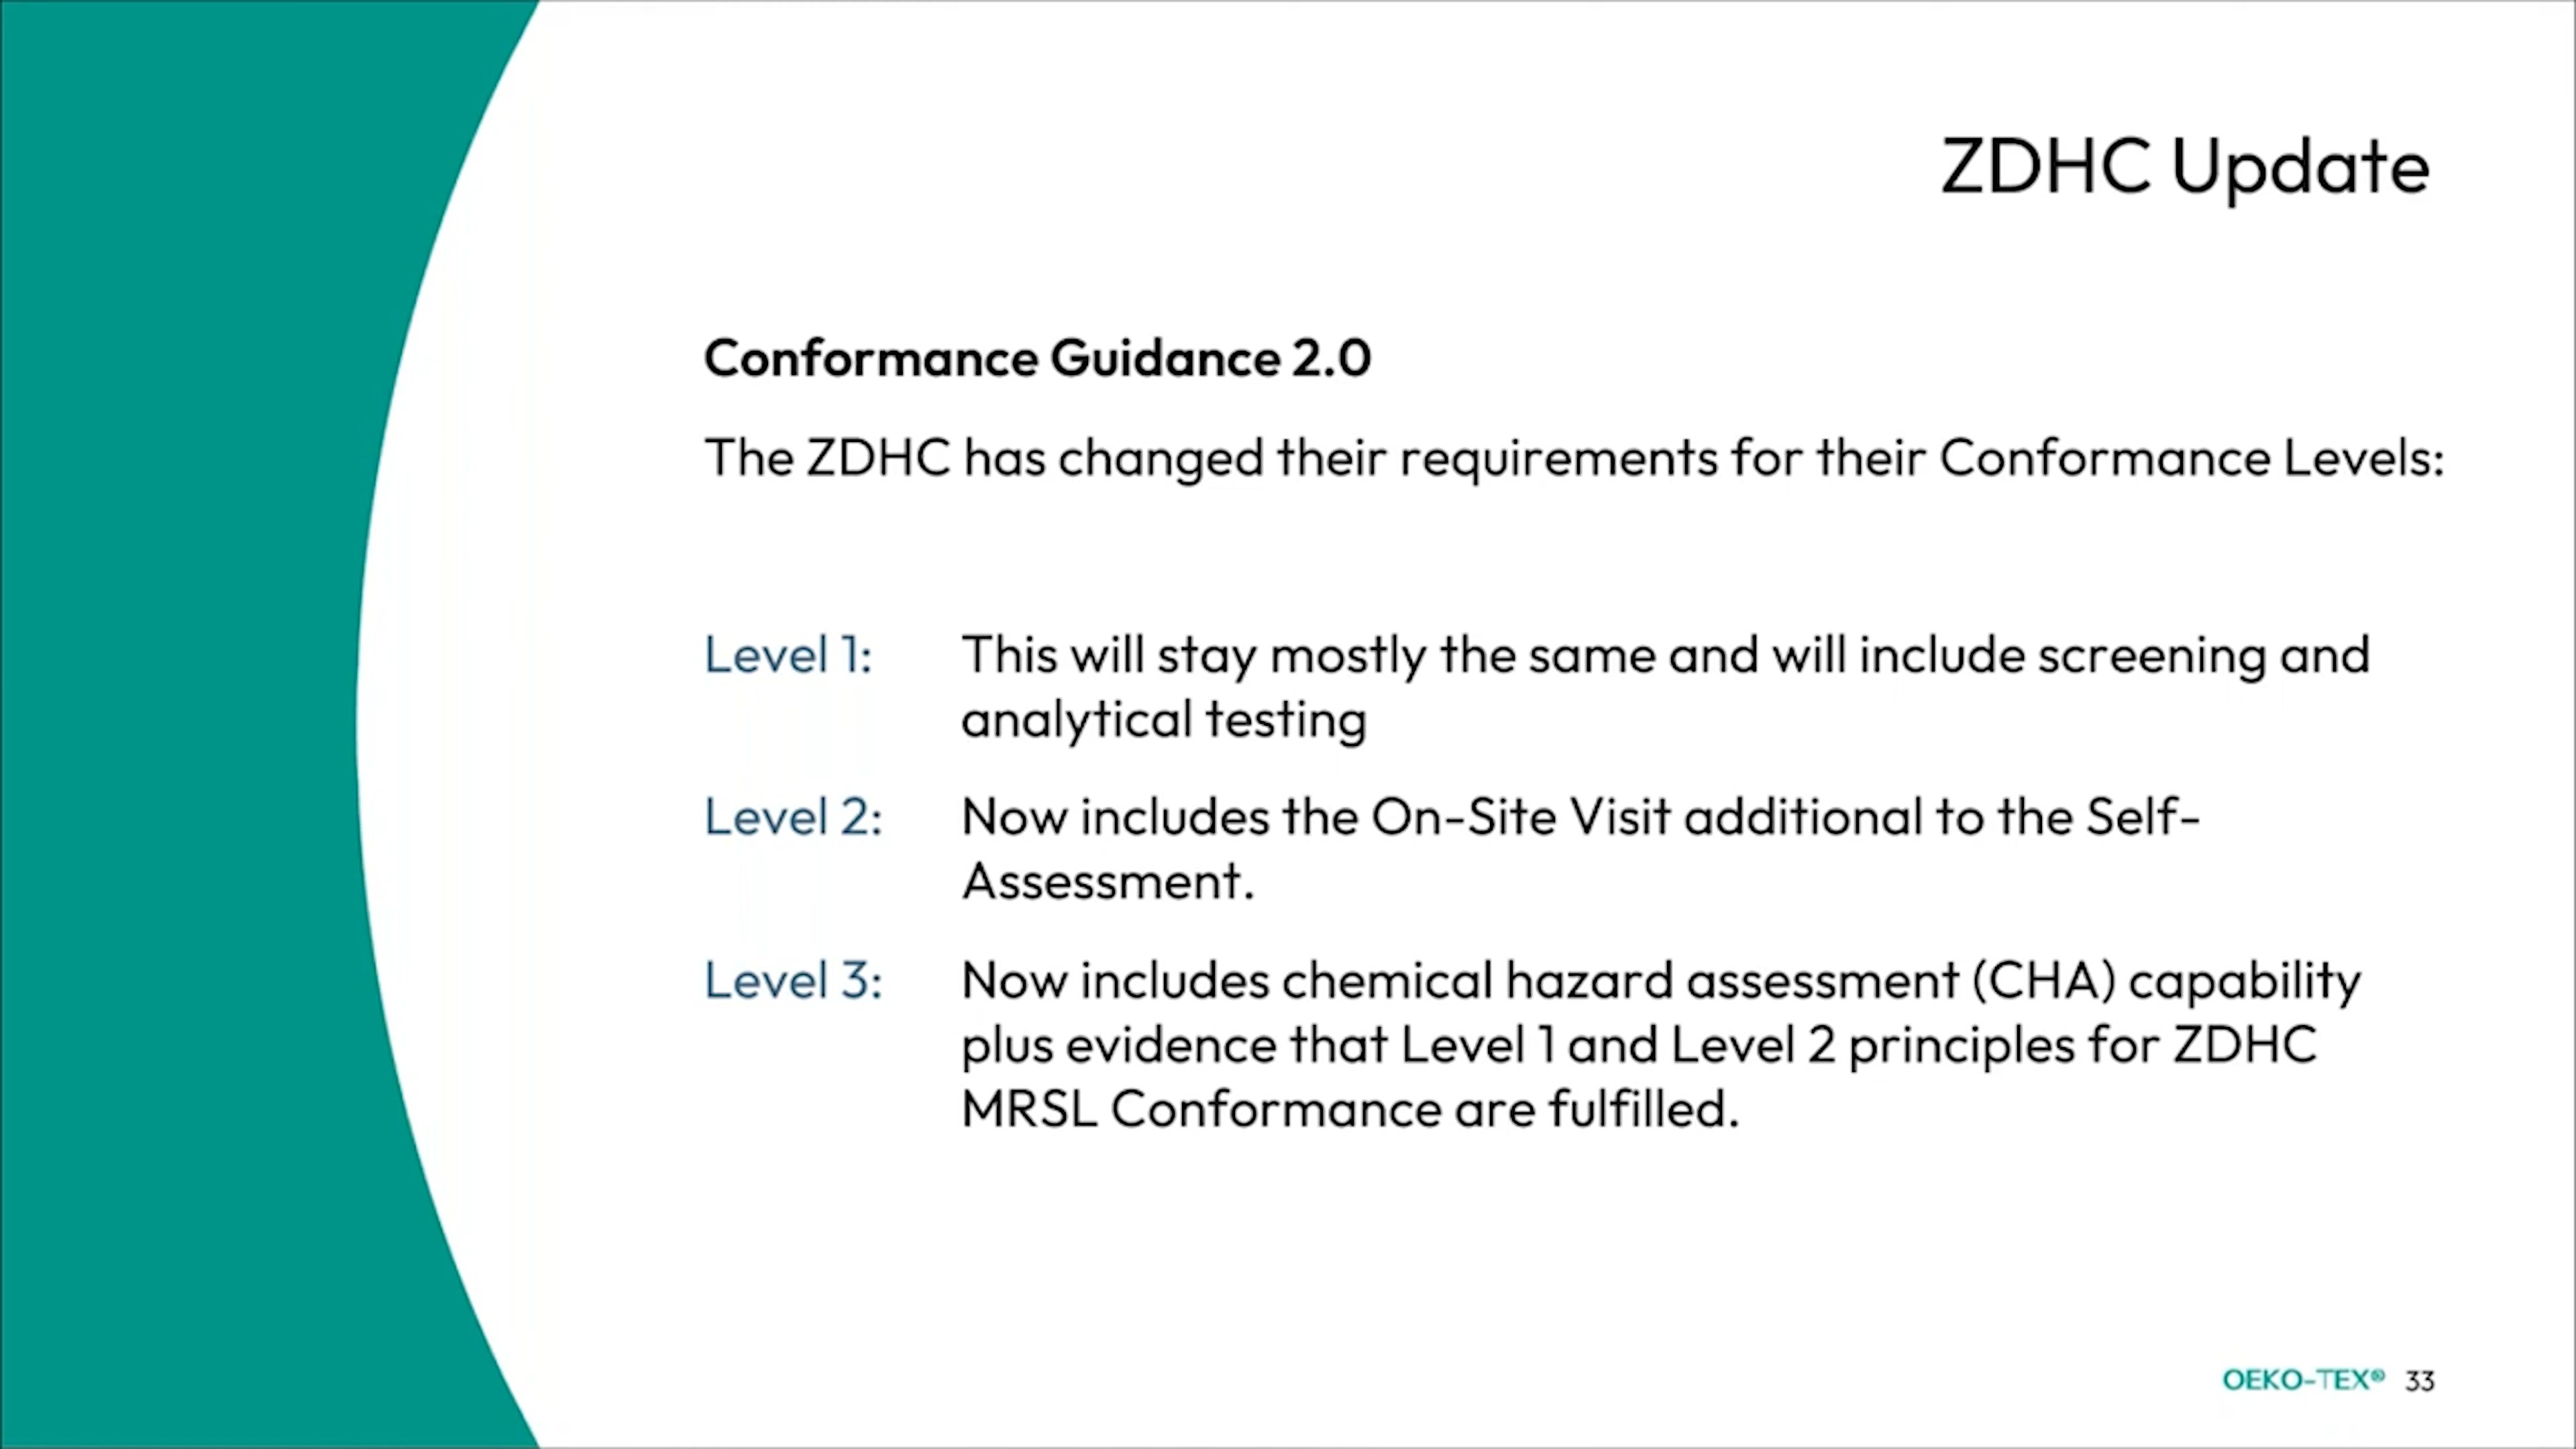 ZDHC Update
Conformance Guidance 2.0
The ZDHC has changed their requirements for their Conformance Levels:
Level 1: This will stay mostly the same and will include screening and
analytical testing
Level 2: Now includes the On-Site Visit additional to the Self-
Assessment.
Level 3: Now includes chemical hazard assessment (CHA) capability
plus evidence that Level 1 and Level 2 principles for ZDHC
MRSL Conformance are fulfilled.
OEKO-TEX® 33